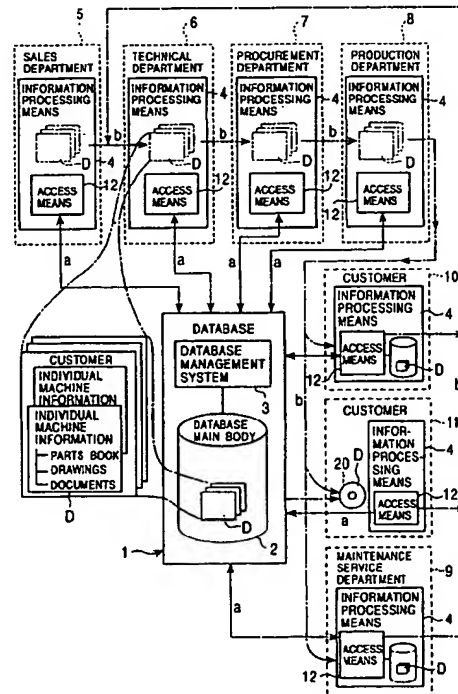 5
6
7
8
SALES
DEPARTMENT
INFORMATION
PROCESSING
MEANS
D
4
12
ACCESS
MEANS
TECHNICAL
DEPARTMENT
INFORMATION
PROCESSING
MEANS
4
D
12
ACCESS
MEANS
PROCUREMENT
DEPARTMENT
INFORMATION
PROCESSING
MEANS
4
D
12
ACCESS
MEANS
PRODUCTION
DEPARTMENT
INFORMATION
PROCESSING
MEANS
4
D
12
ACCESS
MEANS
b
b
b
a
a
a
a
DATABASE
DATABASE
MANAGEMENT
SYSTEM
3
DATABASE
MAIN BODY
D
1
2
CUSTOMER
INDIVIDUAL
MACHINE
INFORMATION
INDIVIDUAL
MACHINE
INFORMATION
PARTS BOOK
DRAWINGS
DOCUMENTS
D
CUSTOMER
10
INFORMATION
PROCESSING
MEANS
4
ACCESS
MEANS
12
D
b
b
CUSTOMER
11
20
D
INFOR-
MATION
PROCES-
SING
MEANS
4
12
ACCESS
MEANS
a
MAINTENANCE
SERVICE
DEPARTMENT
9
INFORMATION
PROCESSING
MEANS
4
ACCESS
MEANS
12
D
a